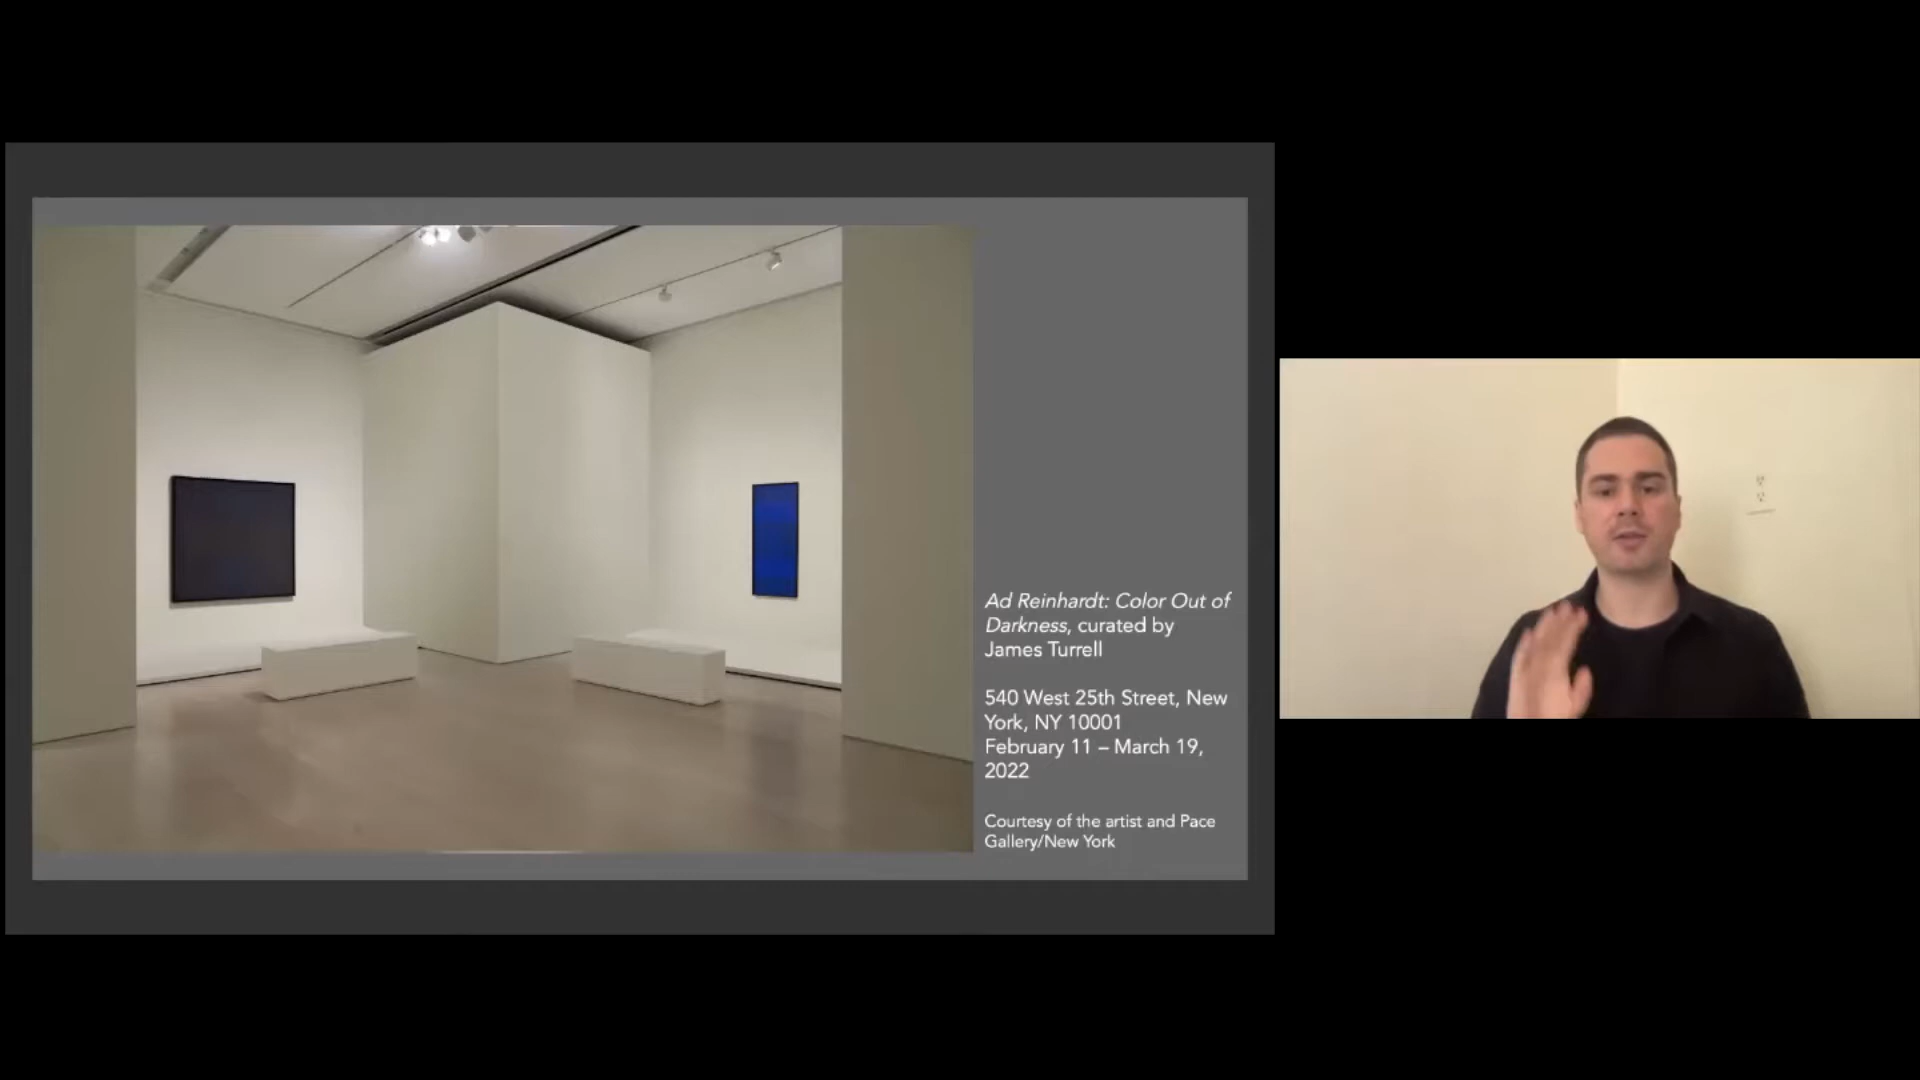 Ad Reinhardt: Color Out of
Darkness, curated by
James Turrell
540 West 25th Street, New
York, NY 10001
February 11 – March 19,
2022
Courtesy of the artist and Pace
Gallery/New York